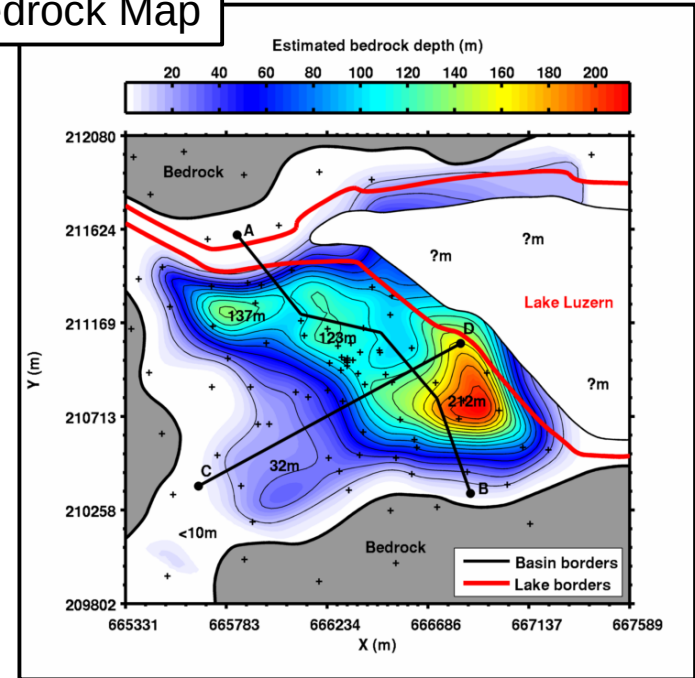 edrock Map
Estimated bedrock depth (m)
20 40 60 80 100 120 140 160 180 200
212080
211624
211169
210713
210258
209802
Y (m)
Bedrock
A
?m
?m
Lake Luzern
137m
123m
D
?m
212m
C
32m
B
<10m
Bedrock
Basin borders
Lake borders
665331 665783 666234 666686 667137 667589
X (m)